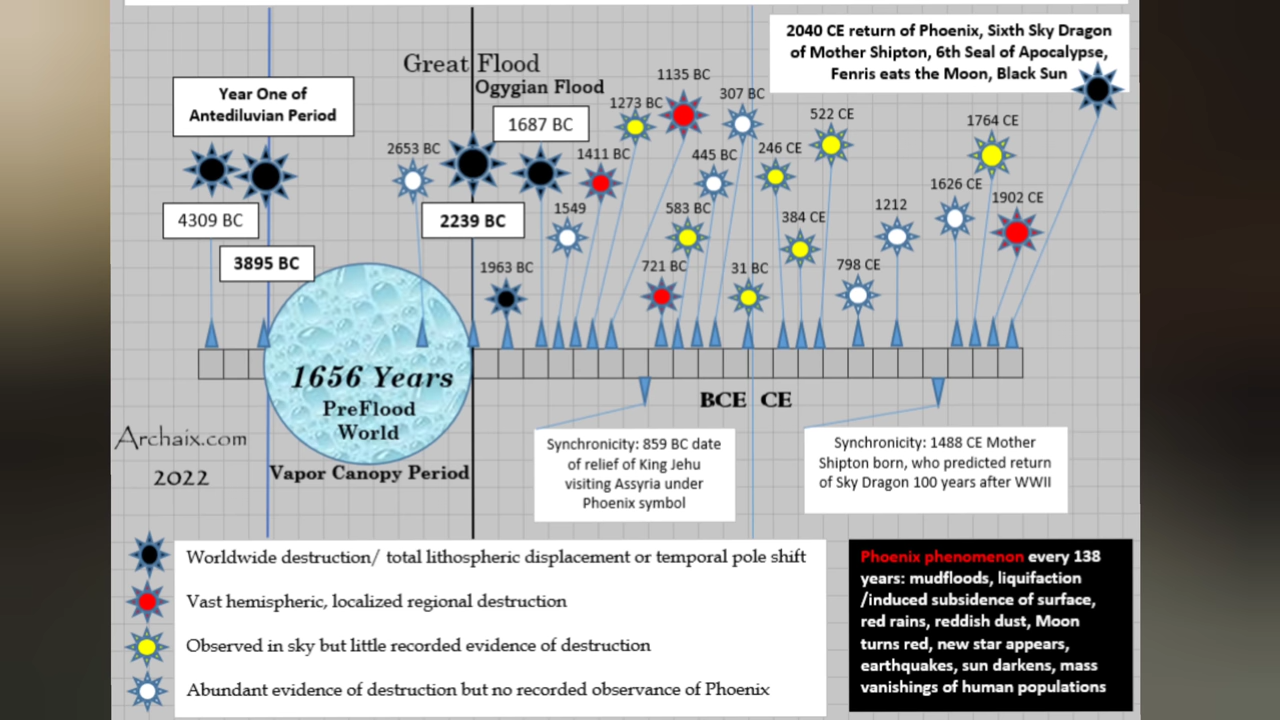 2040 CE return of Phoenix, Sixth Sky Dragon
of Mother Shipton, 6th Seal of Apocalypse,
Fenris eats the Moon, Black Sun
Great Flood
Ogygian Flood
Year One of
Antediluvian Period
4309 BC
3895 BC
2653 BC
2239 BC
1963 BC
1687 BC
1549
1411 BC
1273 BC
1135 BC
721 BC
583 BC
445 BC
307 BC
31 BC
246 CE
384 CE
522 CE
798 CE
1212
1626 CE
1764 CE
1902 CE
1656 Years
PreFlood
World
Vapor Canopy Period
BCE CE
Archaix.com
2022
Synchronicity: 859 BC date
of relief of King Jehu
visiting Assyria under
Phoenix symbol
Synchronicity: 1488 CE Mother
Shipton born, who predicted return
of Sky Dragon 100 years after WWII
Worldwide destruction/ total lithospheric displacement or temporal pole shift
Vast hemispheric, localized regional destruction
Observed in sky but little recorded evidence of destruction
Abundant evidence of destruction but no recorded observance of Phoenix
Phoenix phenomenon every 138
years: mudfloods, liquifaction
/induced subsidence of surface,
red rains, reddish dust, Moon
turns red, new star appears,
earthquakes, sun darkens, mass
vanishings of human populations